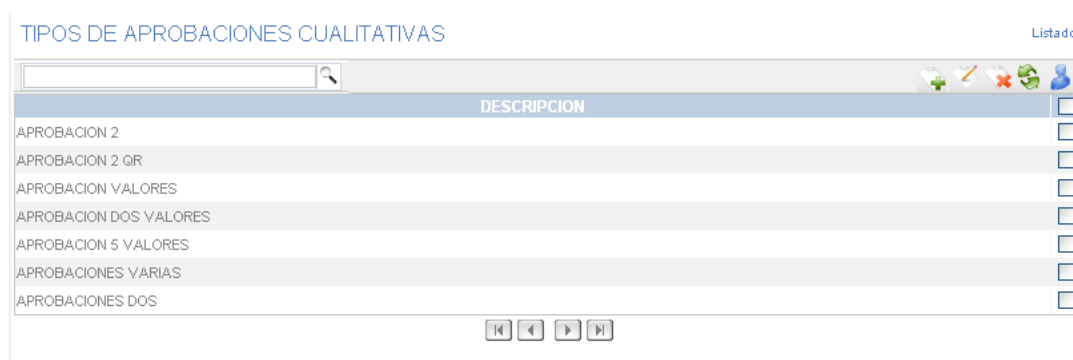 TIPOS DE APROBACIONES CUALITATIVAS
Listado
DESCRIPCION
APROBACION 2
APROBACION 2 QR
APROBACION VALORES
APROBACION DOS VALORES
APROBACION 5 VALORES
APROBACIONES VARIAS
APROBACIONES DOS